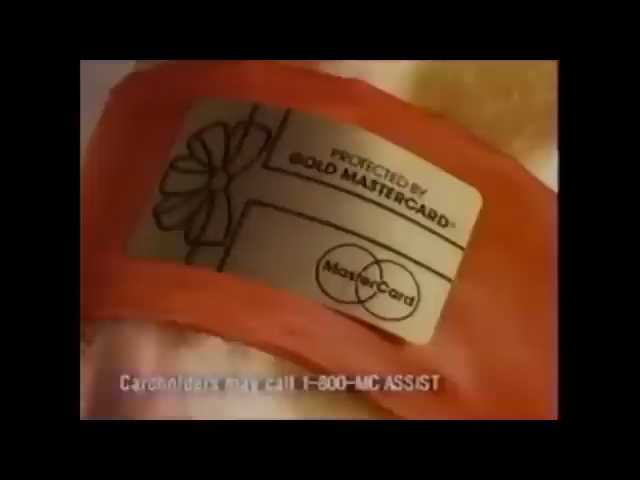 PROTECTED BY
GOLD MASTERCARD®
MasterCard
Cardholders may call 1-800-MC ASSIST